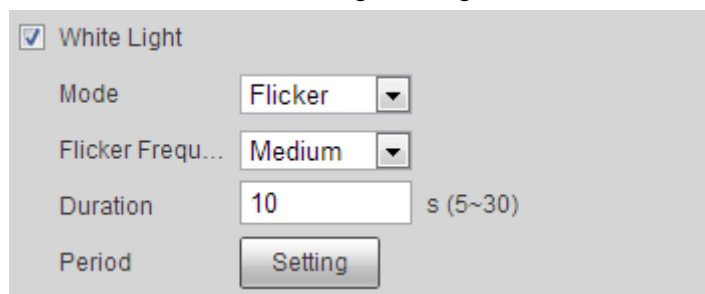 White Light
Mode Flicker
Flicker Frequ... Medium
Duration 10 s (5~30)
Period Setting